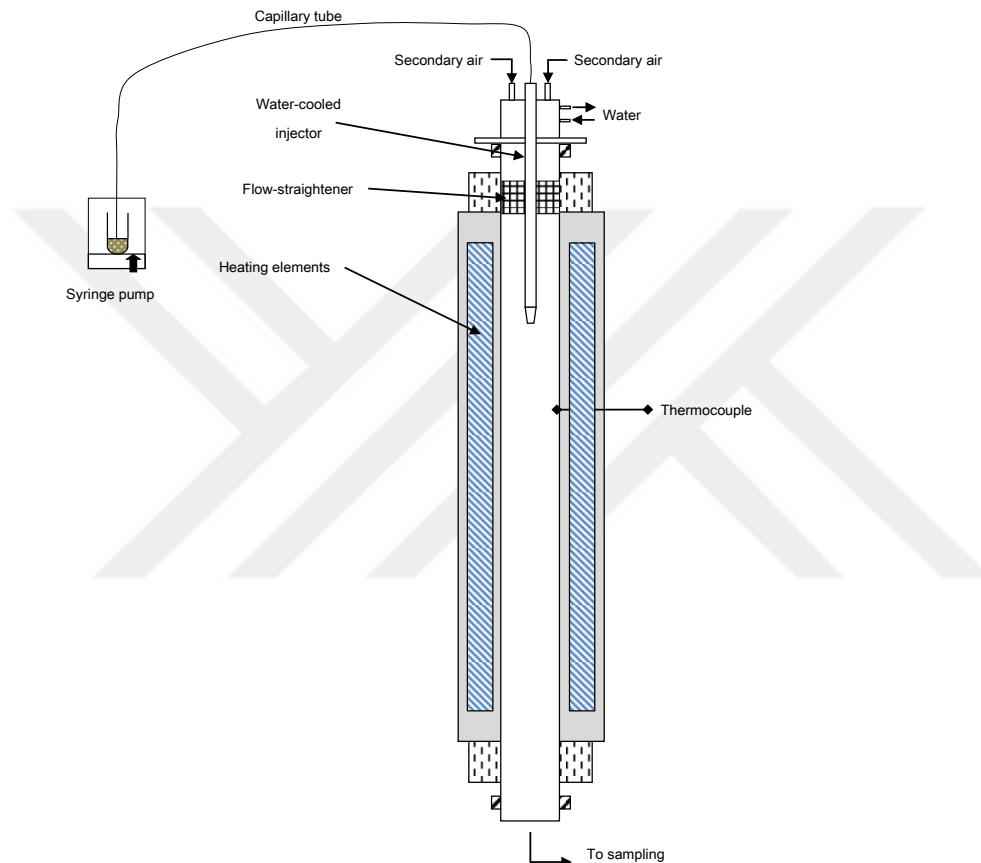 Capillary tube
Secondary air
Secondary air
Water-cooled
injector
Water
Flow-straightener
Heating elements
Syringe pump
Thermocouple
To sampling